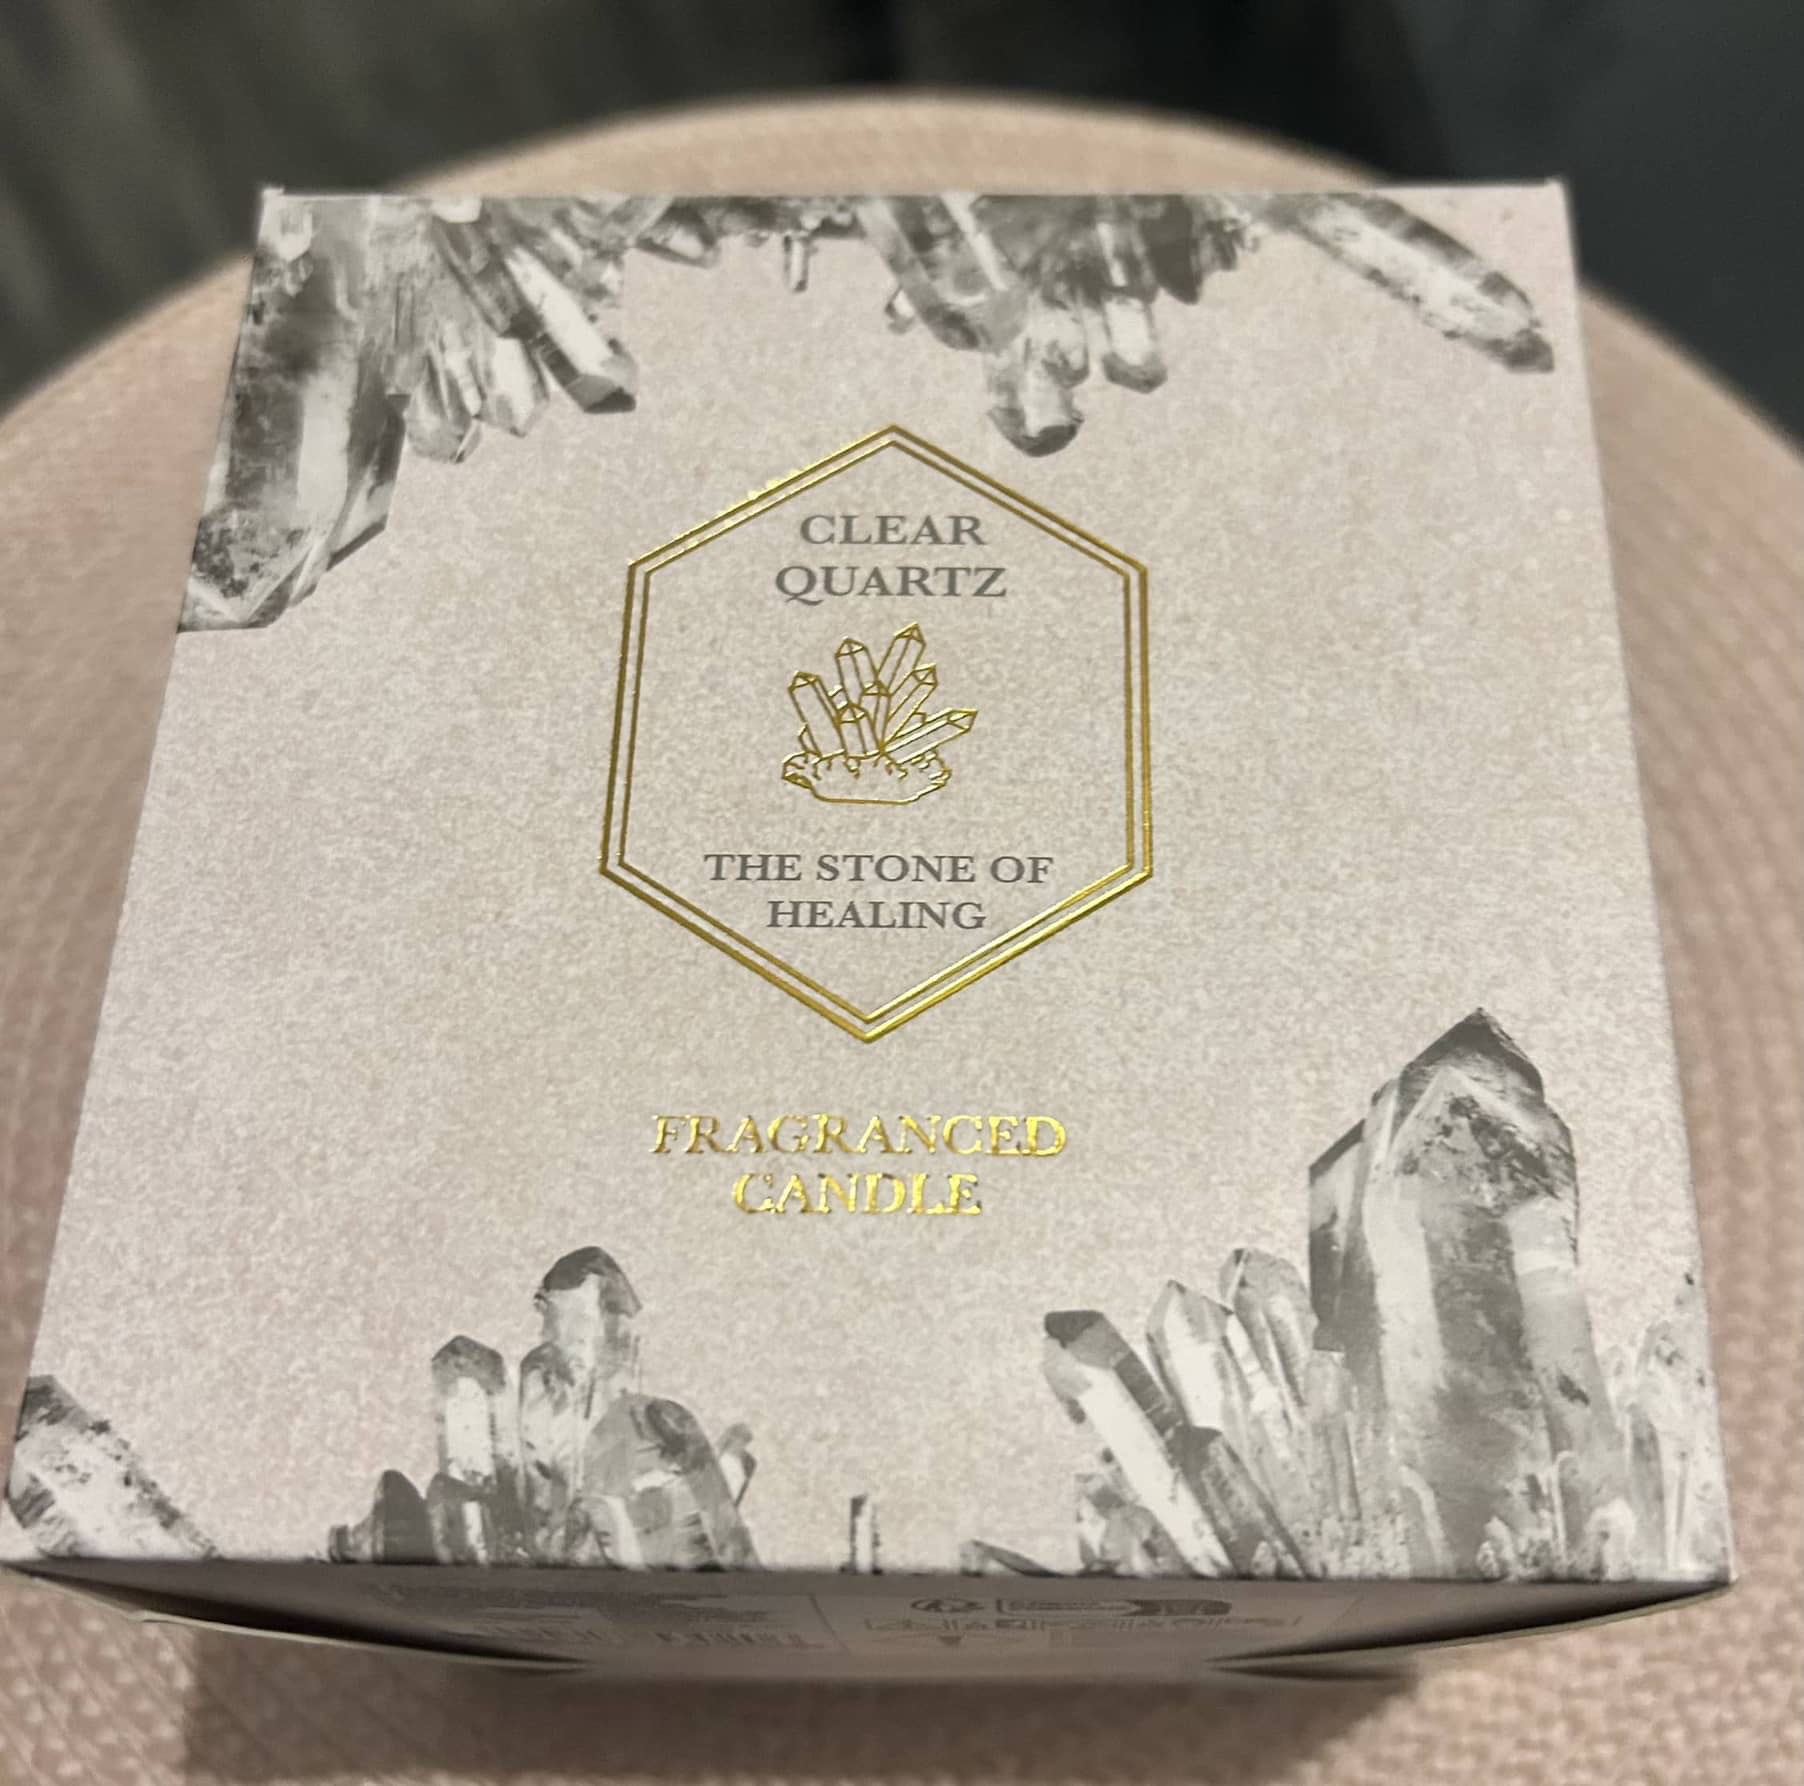 CLEAR
QUARTZ
THE STONE OF
HEALING
FRAGRANCED
CANDLE